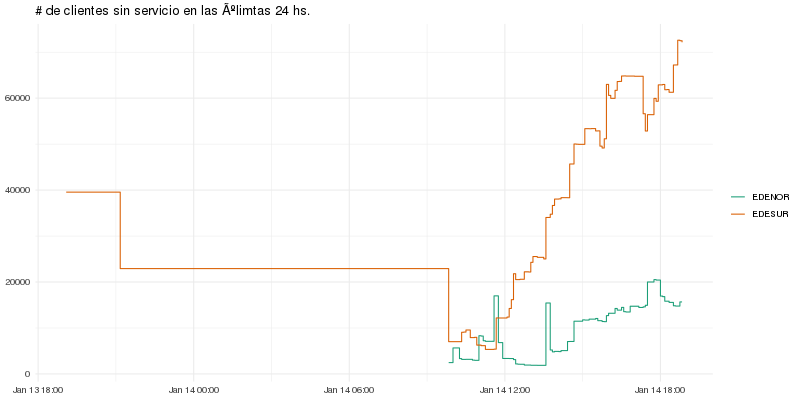 # de clientes sin servicio en las Ãºlimtas 24 hs.
60000
40000
20000
0
Jan 13 18:00
Jan 14 00:00
Jan 14 06:00
Jan 14 12:00
Jan 14 18:00
EDENOR
EDESUR